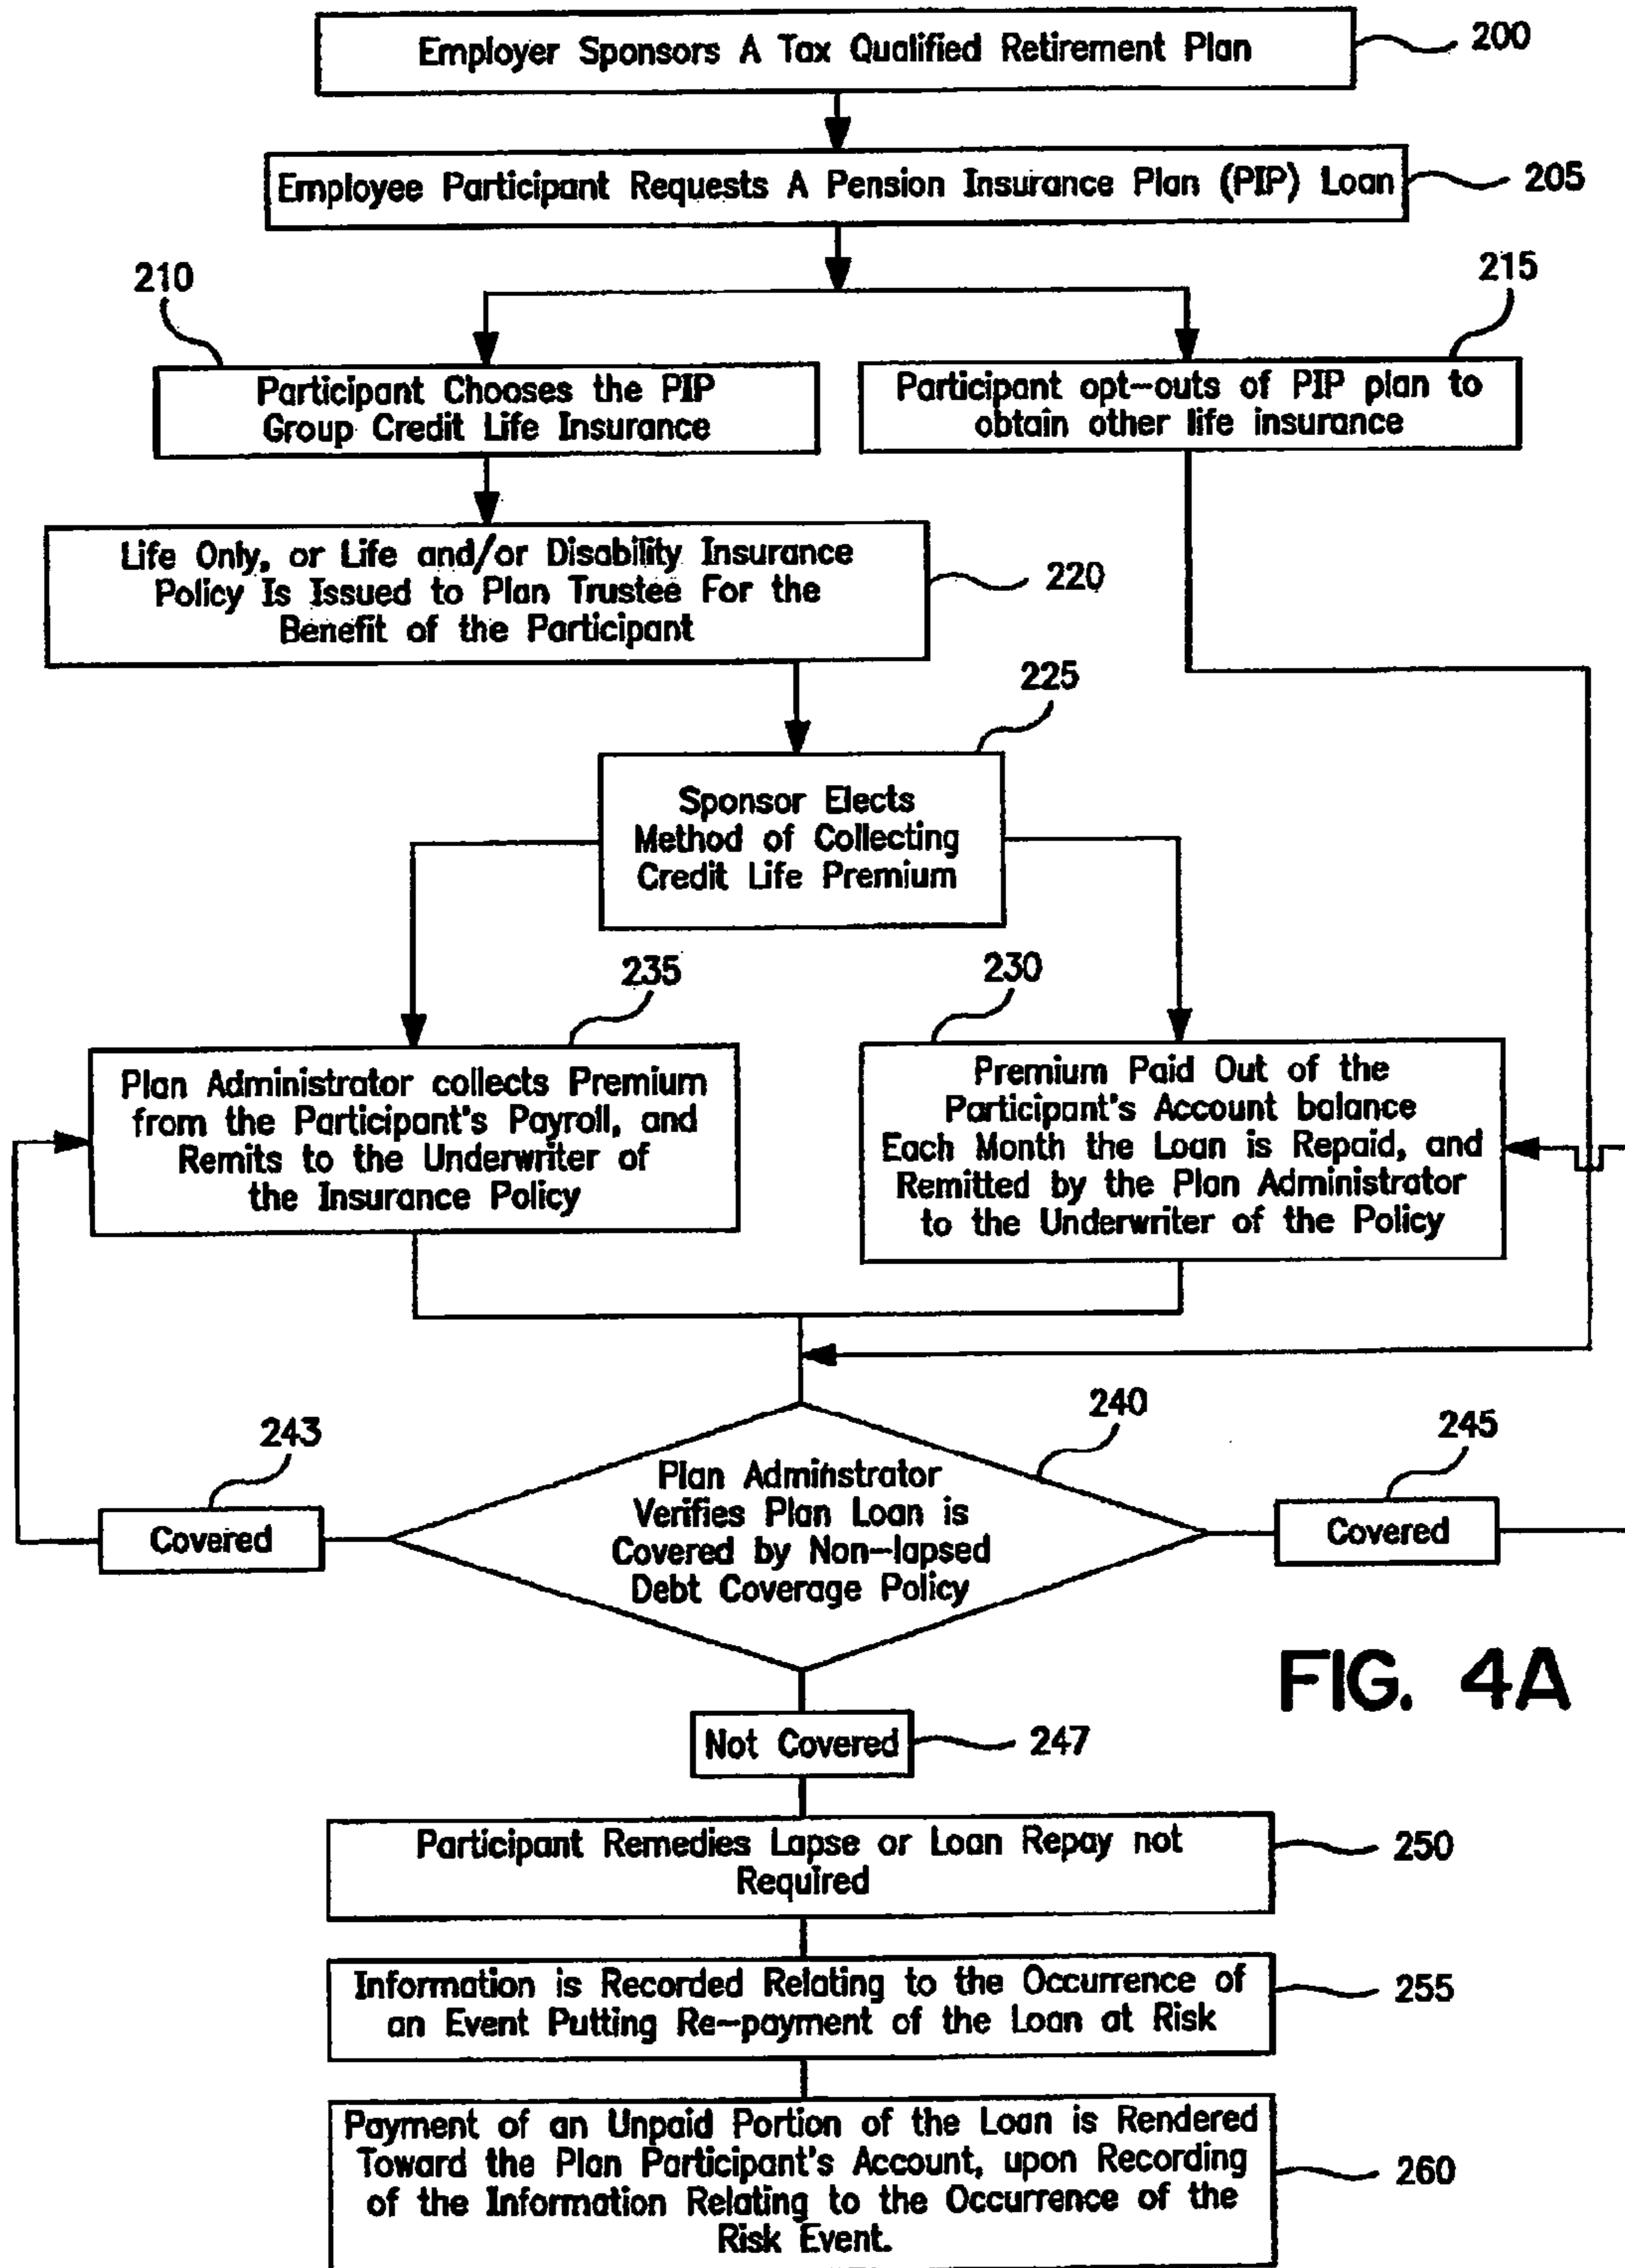 Employer Sponsors A Tax Qualified Retirement Plan
200
Employee Participant Requests A Pension Insurance Plan (PIP) Loan
205
210
215
Participant Chooses the PIP
Group Credit Life Insurance
Participant opt-outs of PIP plan to
obtain other life insurance
Life Only, or Life and/or Disability Insurance
Policy Is Issued to Plan Trustee For the
Benefit of the Participant
220
225
Sponsor Elects
Method of Collecting
Credit Life Premium
235
230
Plan Administrator collects Premium
from the Participant's Payroll, and
Remits to the Underwriter of
the Insurance Policy
Premium Paid Out of the
Participant's Account balance
Each Month the Loan is Repaid, and
Remitted by the Plan Administrator
to the Underwriter of the Policy
243
240
245
Covered
Plan Adminstrator
Verifies Plan Loan is
Covered by Non-lapsed
Debt Coverage Policy
Covered
FIG. 4A
Not Covered
247
Participant Remedies Lapse or Loan Repay not
Required
250
Information is Recorded Relating to the Occurrence of
an Event Putting Re-payment of the Loan at Risk
255
Payment of an Unpaid Portion of the Loan is Rendered
Toward the Plan Participant's Account, upon Recording
of the Information Relating to the Occurrence of the
Risk Event.
260